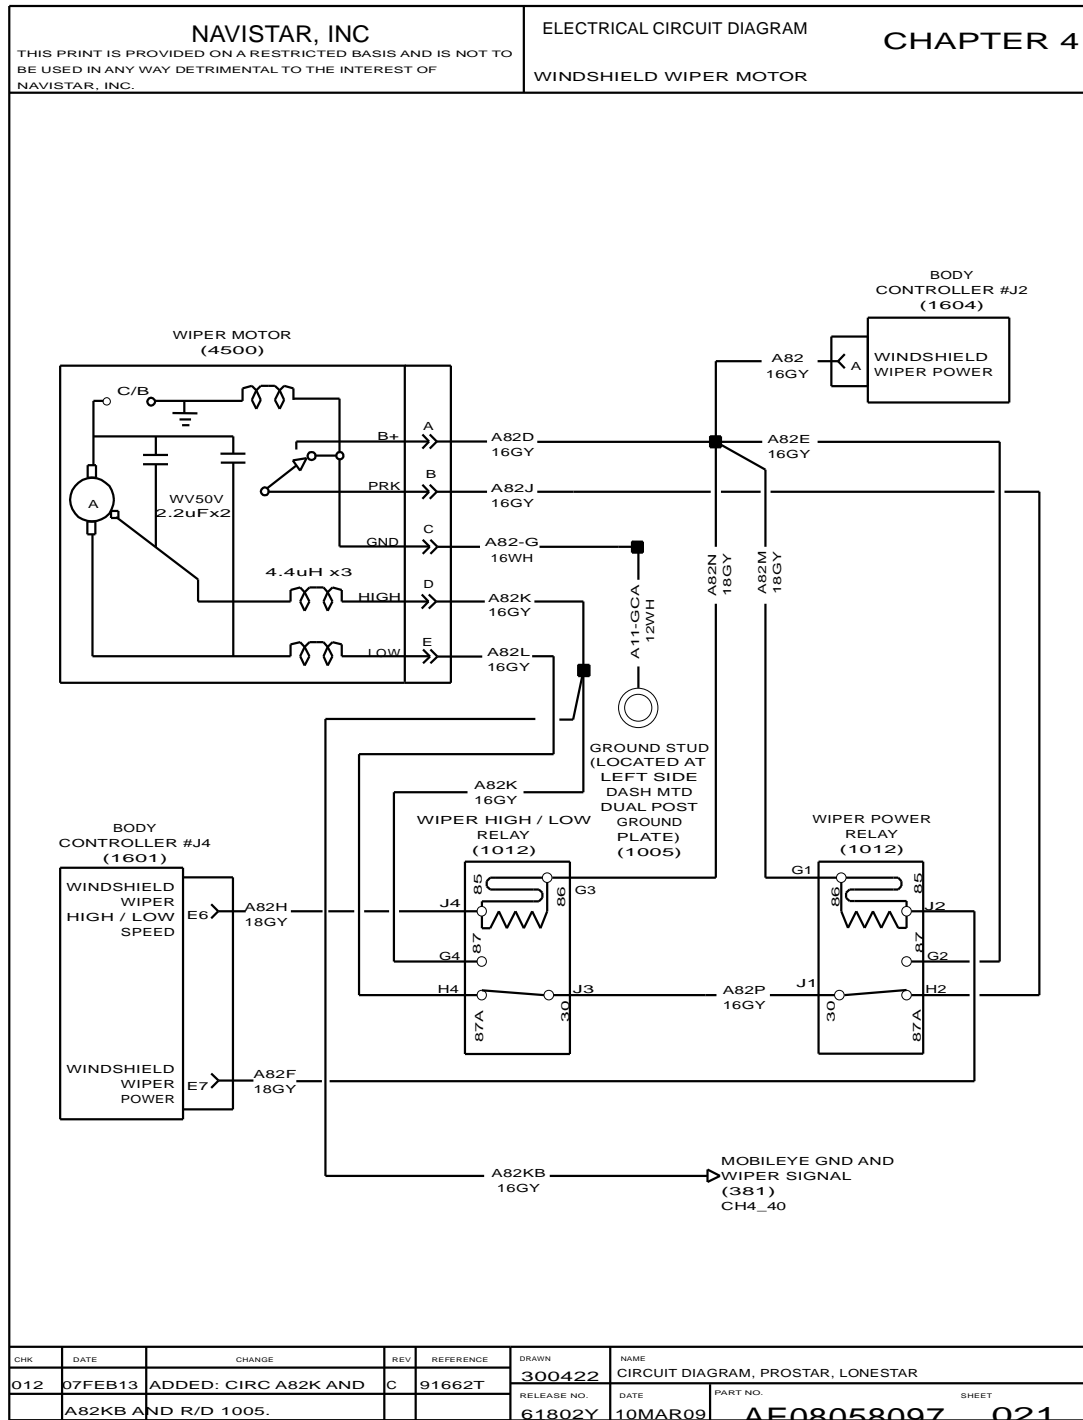 NAVISTAR, INC
THIS PRINT IS PROVIDED ON A RESTRICTED BASIS AND IS NOT TO
BE USED IN ANY WAY DETRIMENTAL TO THE INTEREST OF
NAVISTAR, INC.
ELECTRICAL CIRCUIT DIAGRAM
WINDSHIELD WIPER MOTOR
CHAPTER 4
BODY
CONTROLLER #J2
(1604)
A82
16GY
A
WINDSHIELD
WIPER POWER
WIPER MOTOR
(4500)
C/B
B+
A
A82D
16GY
A82E
16GY
PRK
B
A82J
16GY
A
WV50V
2.2uFx2
GND
C
A82-G
16WH
4.4uH x3
HIGH
D
A82K
16GY
LOW
E
A82L
16GY
A11-GCA
12WH
A82N
18GY
A82M
18GY
GROUND STUD
(LOCATED AT
LEFT SIDE
DASH MTD
DUAL POST
GROUND
PLATE)
(1005)
A82K
16GY
WIPER HIGH / LOW
RELAY
(1012)
85
86
G3
J4
87
G4
H4
87A
30
J3
WIPER POWER
RELAY
(1012)
G1
86
85
J2
87
G2
J1
H2
30
87A
A82P
16GY
BODY
CONTROLLER #J4
(1601)
WINDSHIELD
WIPER
HIGH / LOW
SPEED
E6
A82H
18GY
WINDSHIELD
WIPER
POWER
E7
A82F
18GY
A82KB
16GY
MOBILEYE GND AND
WIPER SIGNAL
(381)
CH4_40
CHK DATE CHANGE REV REFERENCE
012 07FEB13 ADDED: CIRC A82K AND C 91662T
A82KB AND R/D 1005.
DRAWN
300422
NAME
CIRCUIT DIAGRAM, PROSTAR, LONESTAR
RELEASE NO.
61802Y
DATE
10MAR09
PART NO.
AE08058097
SHEET
021